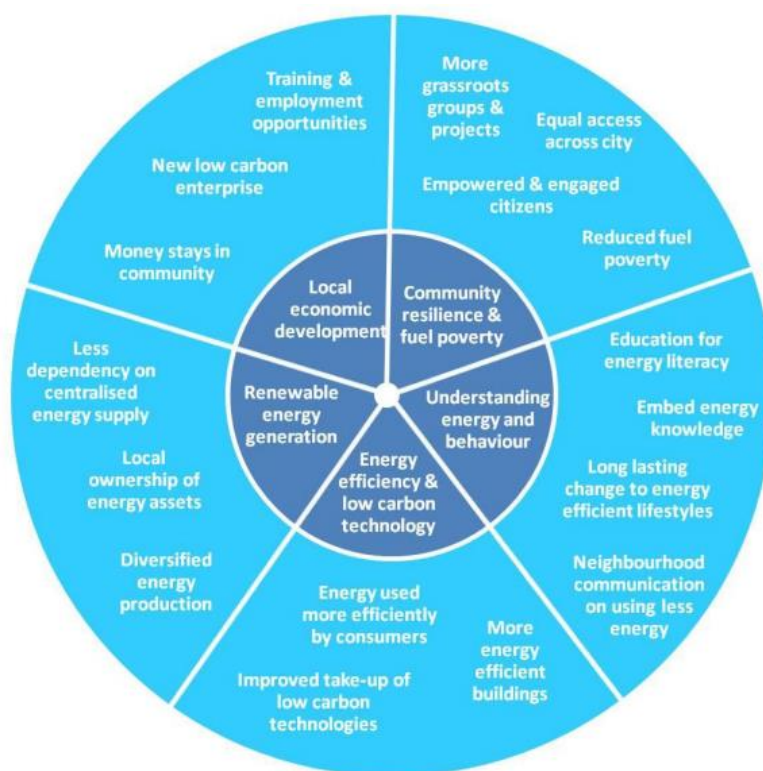 Training &
employment
opportunities
New low carbon
enterprise
Money stays in
community
Local
economic
development
More
grassroots
groups &
projects
Equal access
across city
Empowered & engaged
citizens
Reduced fuel
poverty
Community
resilience &
fuel poverty
Education for
energy literacy
Embed energy
knowledge
Long lasting
change to energy
efficient lifestyles
Neighbourhood
communication
on using less
energy
Understanding
energy and
behaviour
Energy
efficiency &
low carbon
technology
Energy used
more efficiently
by consumers
More
energy
efficient
buildings
Improved take-up of
low carbon
technologies
Renewable
energy
generation
Less
dependency on
centralised
energy supply
Local
ownership of
energy assets
Diversified
energy
production